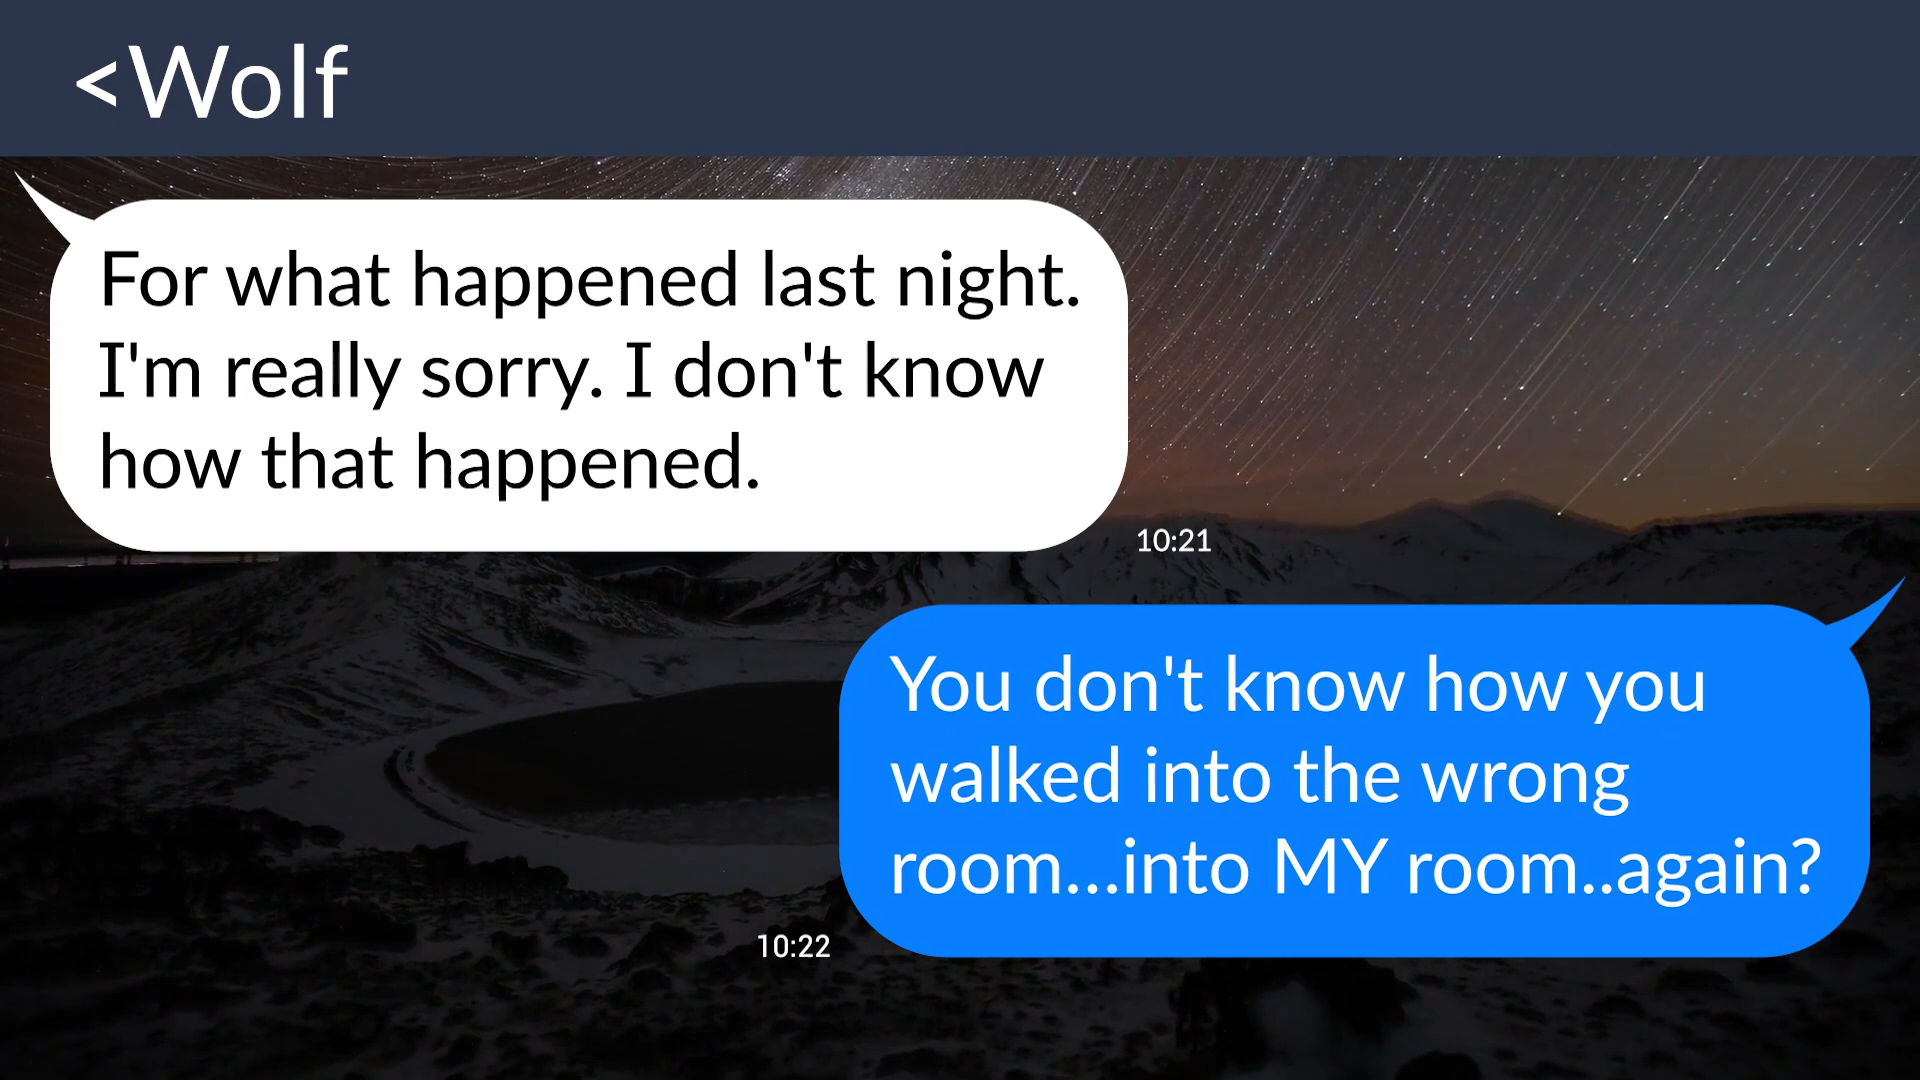 <Wolf
For what happened last night.
I'm really sorry. I don't know
how that happened.
10:21
You don't know how you
walked into the wrong
room...into MY room..again?
10:22